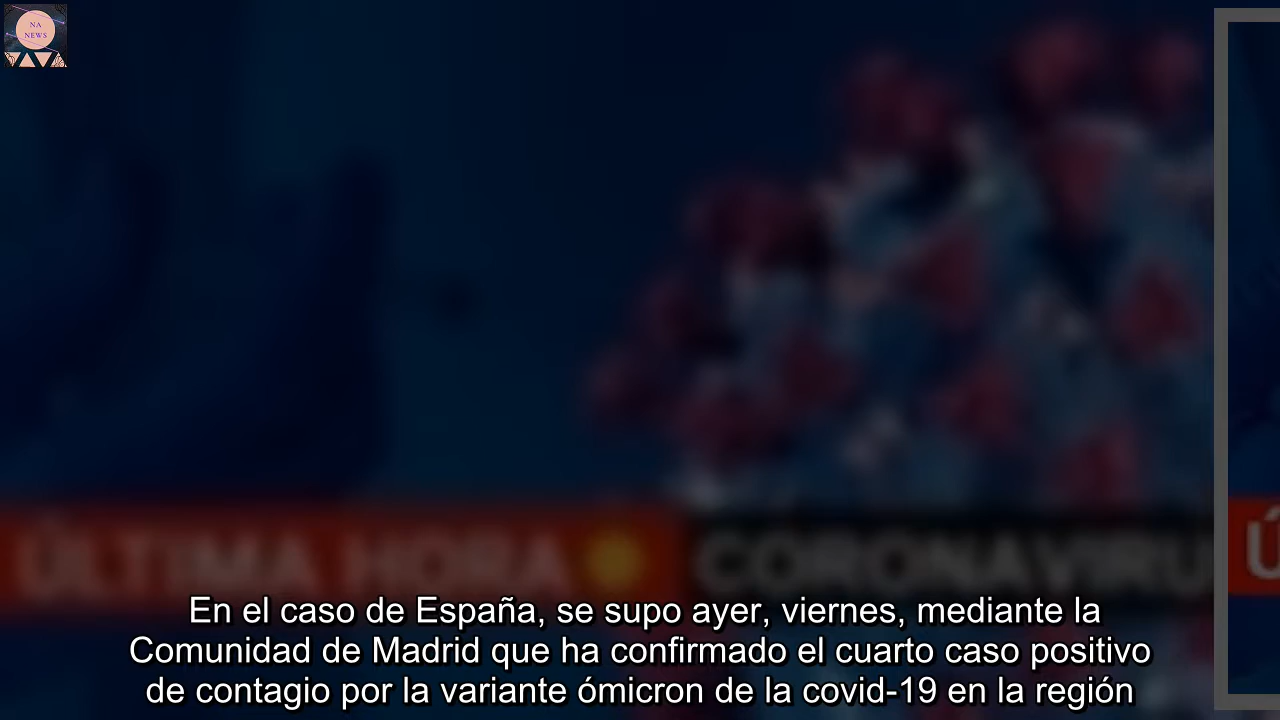 NA
NEWS
ÚLTIMA HORA
CORONAVIRU
Ú
En el caso de España, se supo ayer, viernes, mediante la
Comunidad de Madrid que ha confirmado el cuarto caso positivo
de contagio por la variante ómicron de la covid-19 en la región